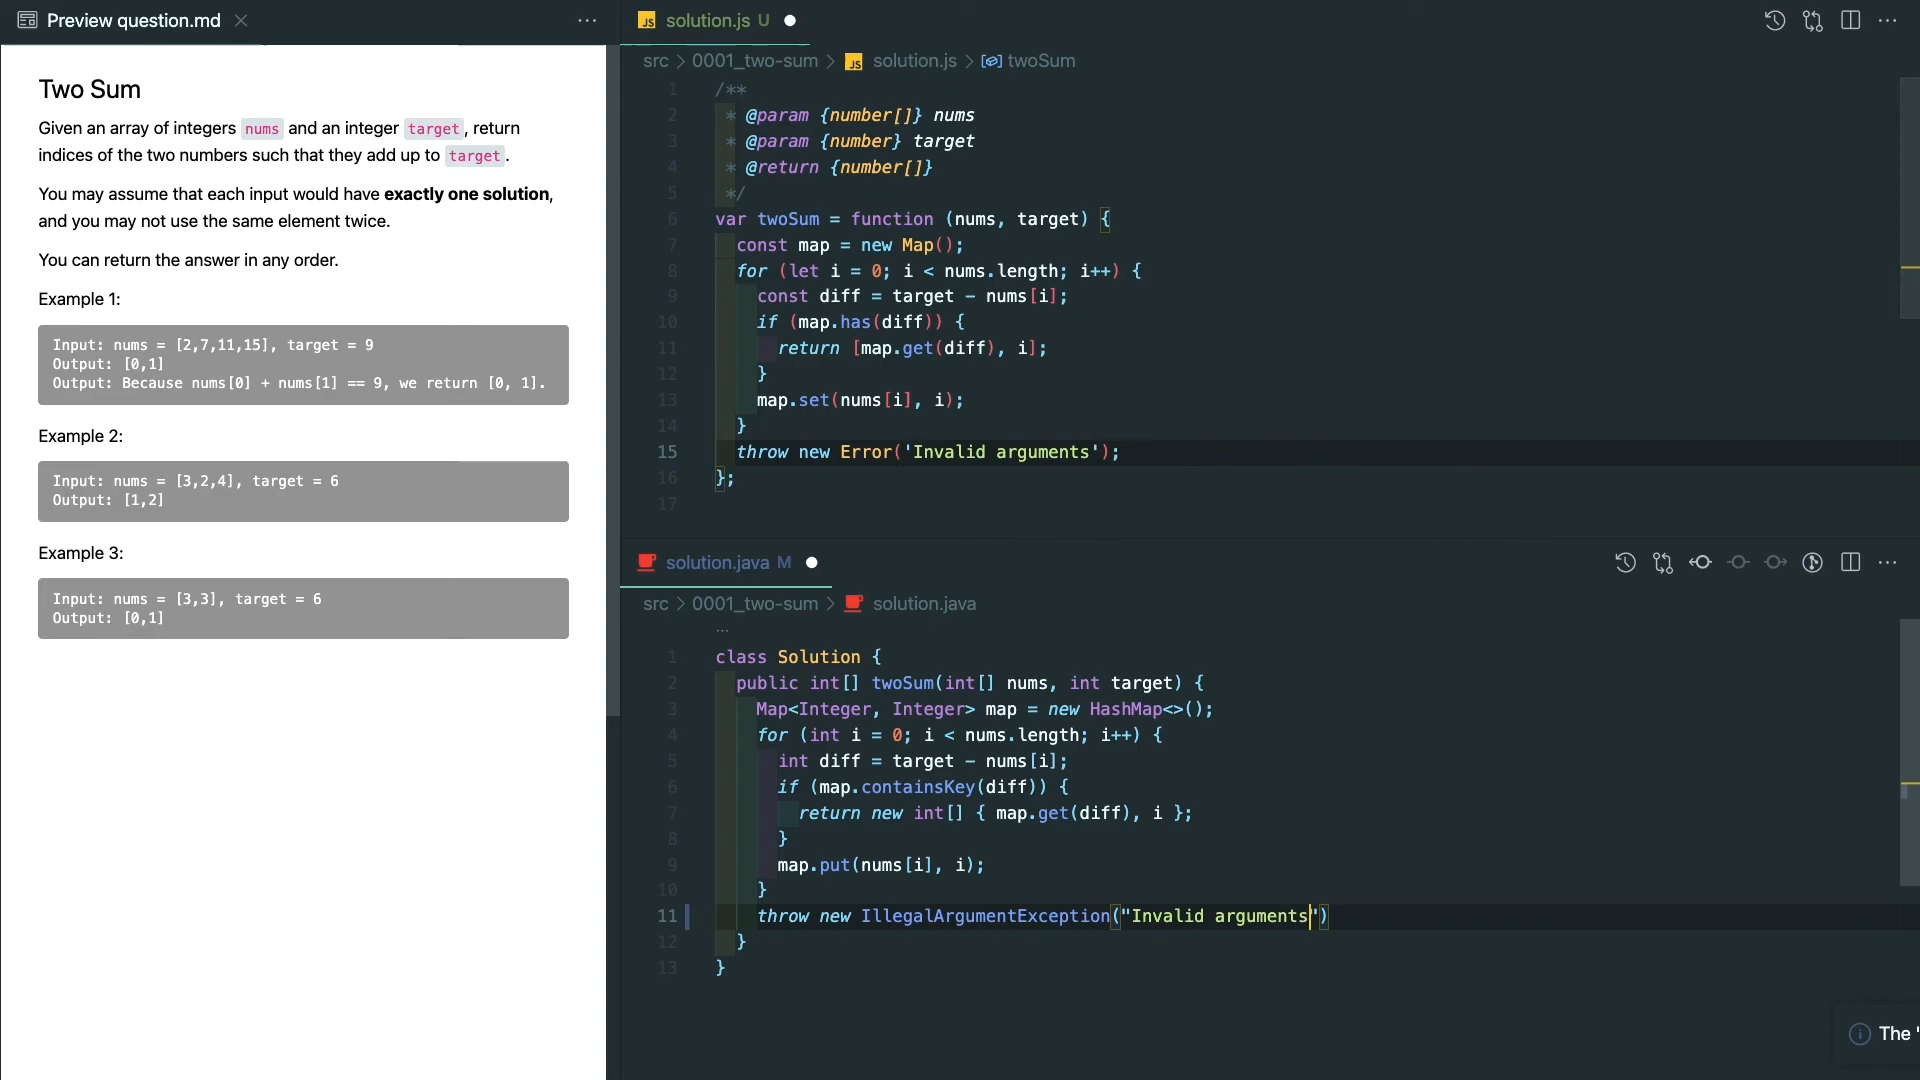 Preview question.md
Two Sum
Given an array of integers nums and an integer target, return
indices of the two numbers such that they add up to target.
You may assume that each input would have exactly one solution,
and you may not use the same element twice.
You can return the answer in any order.
Example 1:
Input: nums = [2,7,11,15], target = 9
Output: [0,1]
Output: Because nums[0] + nums[1] == 9, we return [0, 1].
Example 2:
Input: nums = [3,2,4], target = 6
Output: [1,2]
Example 3:
Input: nums = [3,3], target = 6
Output: [0,1]
JS solution.js U
src > 0001_two-sum > JS solution.js > twoSum
1 /**
2 * @param {number[]} nums
3 * @param {number} target
4 * @return {number[]}
5 */
6 var twoSum = function (nums, target) {
7 const map = new Map();
8 for (let i = 0; i < nums.length; i++) {
9 const diff = target - nums[i];
10 if (map.has(diff)) {
11 return [map.get(diff), i];
12 }
13 map.set(nums[i], i);
14 }
15 throw new Error('Invalid arguments');
16 };
17
solution.java M
src > 0001_two-sum > solution.java
...
1 class Solution {
2 public int[] twoSum(int[] nums, int target) {
3 Map<Integer, Integer> map = new HashMap<>();
4 for (int i = 0; i < nums.length; i++) {
5 int diff = target - nums[i];
6 if (map.containsKey(diff)) {
7 return new int[] { map.get(diff), i };
8 }
9 map.put(nums[i], i);
10 }
11 throw new IllegalArgumentException("Invalid arguments")
12 }
13 }
The '